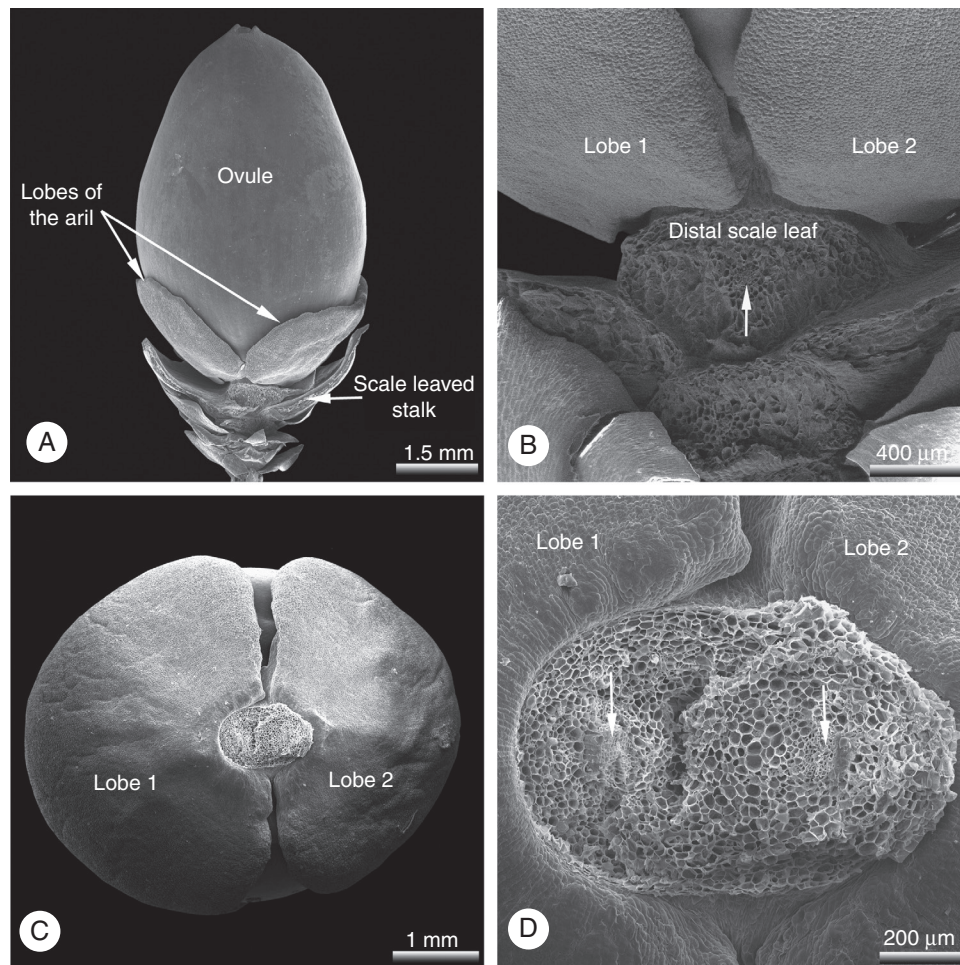 Ovule
Lobes of
the aril
Scale leaved
stalk
A
1.5 mm
Lobe 1
Lobe 2
Distal scale leaf
B
400 μm
Lobe 1
Lobe 2
C
1 mm
Lobe 1
Lobe 2
D
200 μm